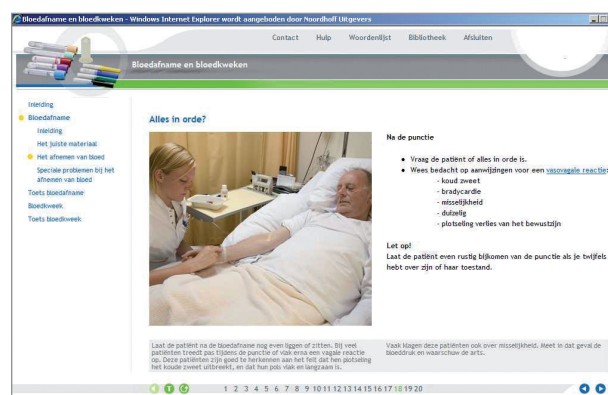 Bloedafname en bloedkweken - Windows Internet Explorer wordt aangeboden door Noordhoff Uitgevers
Contact Hulp Woordenlijst Bibliotheek Afsluiten
Bloedafname en bloedkweken
Inleiding
Bloedafname
Inleiding
Het juiste materiaal
Het afnemen van bloed
Speciale problemen bij het
afnemen van bloed
Toets bloedafname
Bloedkweek
Toets bloedkweek
Alles in orde?
Na de punctie
• Vraag de patiënt of alles in orde is.
• Wees bedacht op aanwijzingen voor een vasovagale reactie:
- koud zweet
- bradycardie
- misselijkheid
- duizelig
- plotseling verlies van het bewustzijn
Let op!
Laat de patiënt even rustig bijkomen van de punctie als je twijfels
hebt over zijn of haar toestand.
Laat de patiënt na de bloedafname nog even liggen of zitten. Bij veel
patiënten treedt pas tijdens de punctie of vlak erna een vagale reactie
op. Deze patiënten zijn goed te herkennen aan het feit dat hen plotseling
het koude zweet uitbreekt, en dat hun pols vlak en langzaam is.
Vaak klagen deze patiënten ook over misselijkheid. Meet in dat geval de
bloeddruk en waarschuw de arts.
T 1 2 3 4 5 6 7 8 9 10 11 12 13 14 15 16 17 18 19 20